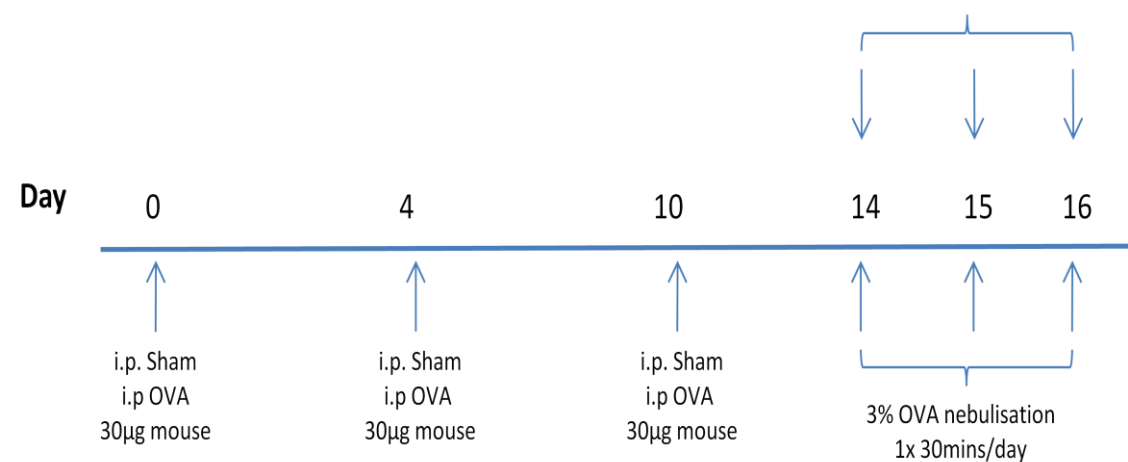 Day 0 4 10 14 15 16
i.p. Sham
i.p OVA
30µg mouse
i.p. Sham
i.p OVA
30µg mouse
i.p. Sham
i.p OVA
30µg mouse
3% OVA nebulisation
1x 30mins/day